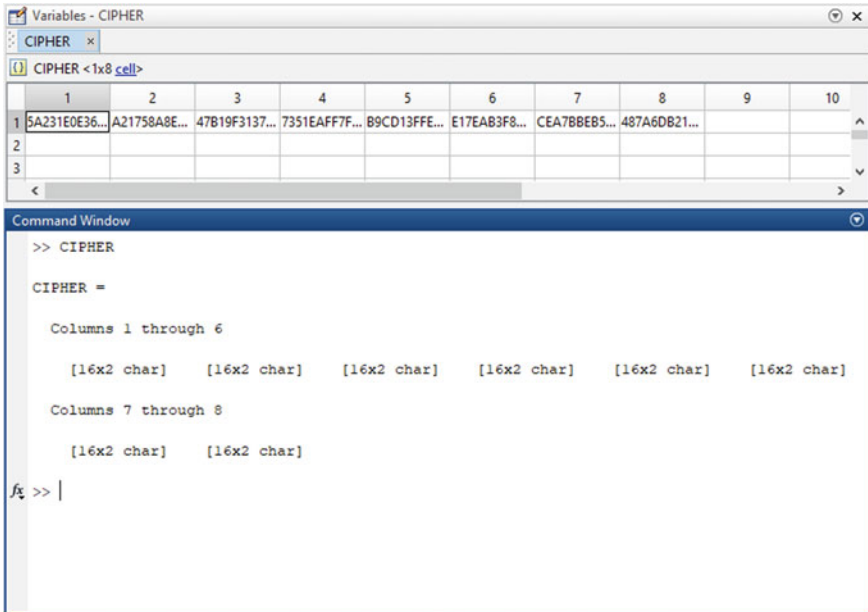 Variables - CIPHER
CIPHER ×
CIPHER <1x8 cell>
1 2 3 4 5 6 7 8 9 10
1 5A231E0E36... A21758A8E... 47B19F3137... 7351EAFF7F... B9CD13FFE... E17EAB3F8... CEA7BBEB5... 487A6DB21...
2
3
Command Window
>> CIPHER
CIPHER =
Columns 1 through 6
[16x2 char] [16x2 char] [16x2 char] [16x2 char] [16x2 char] [16x2 char]
Columns 7 through 8
[16x2 char] [16x2 char]
fx >>